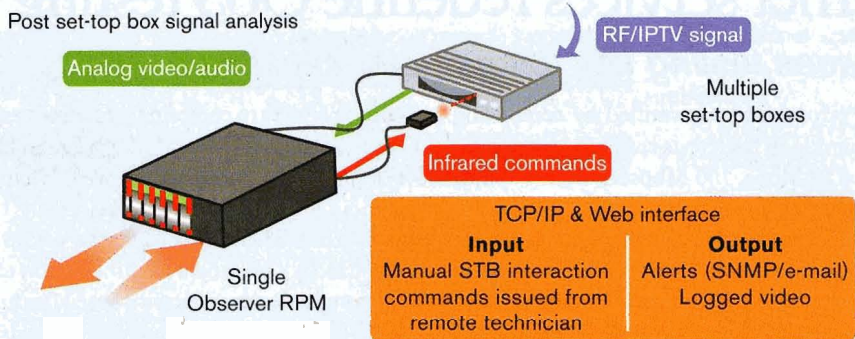 Post set-top box signal analysis
Analog video/audio
RF/IPTV signal
Multiple
set-top boxes
Infrared commands
Single
Observer RPM
TCP/IP & Web interface
Input
Manual STB interaction
commands issued from
remote technician
Output
Alerts (SNMP/e-mail)
Logged video